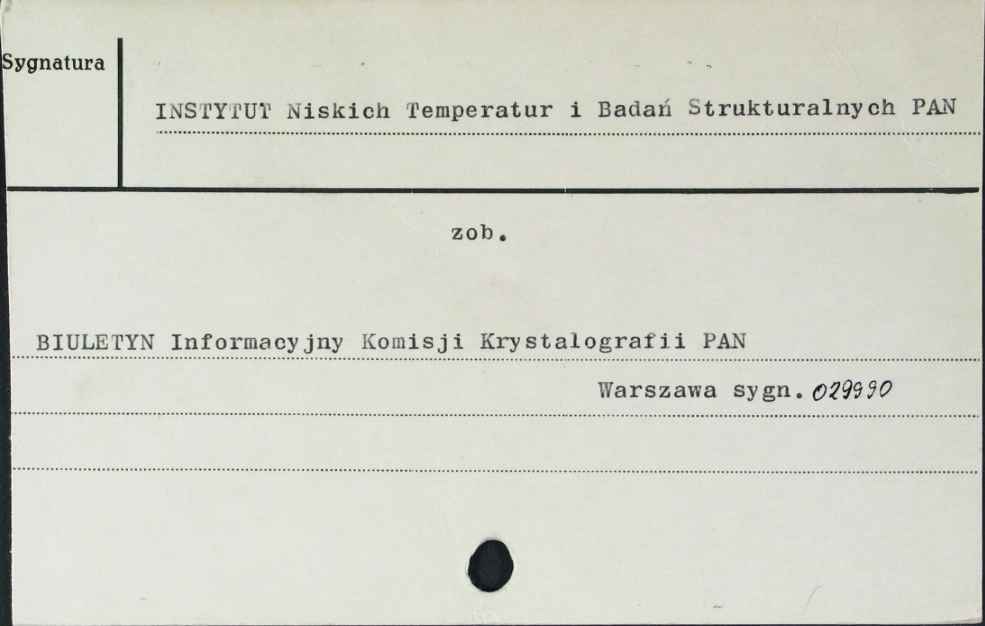 Sygnatura
INSTYTUT Niskich Temperatur i Badań Strukturalnych PAN
zob.
BIULETYN Informacyjny Komisji Krystalografii PAN
Warszawa sygn. 029990